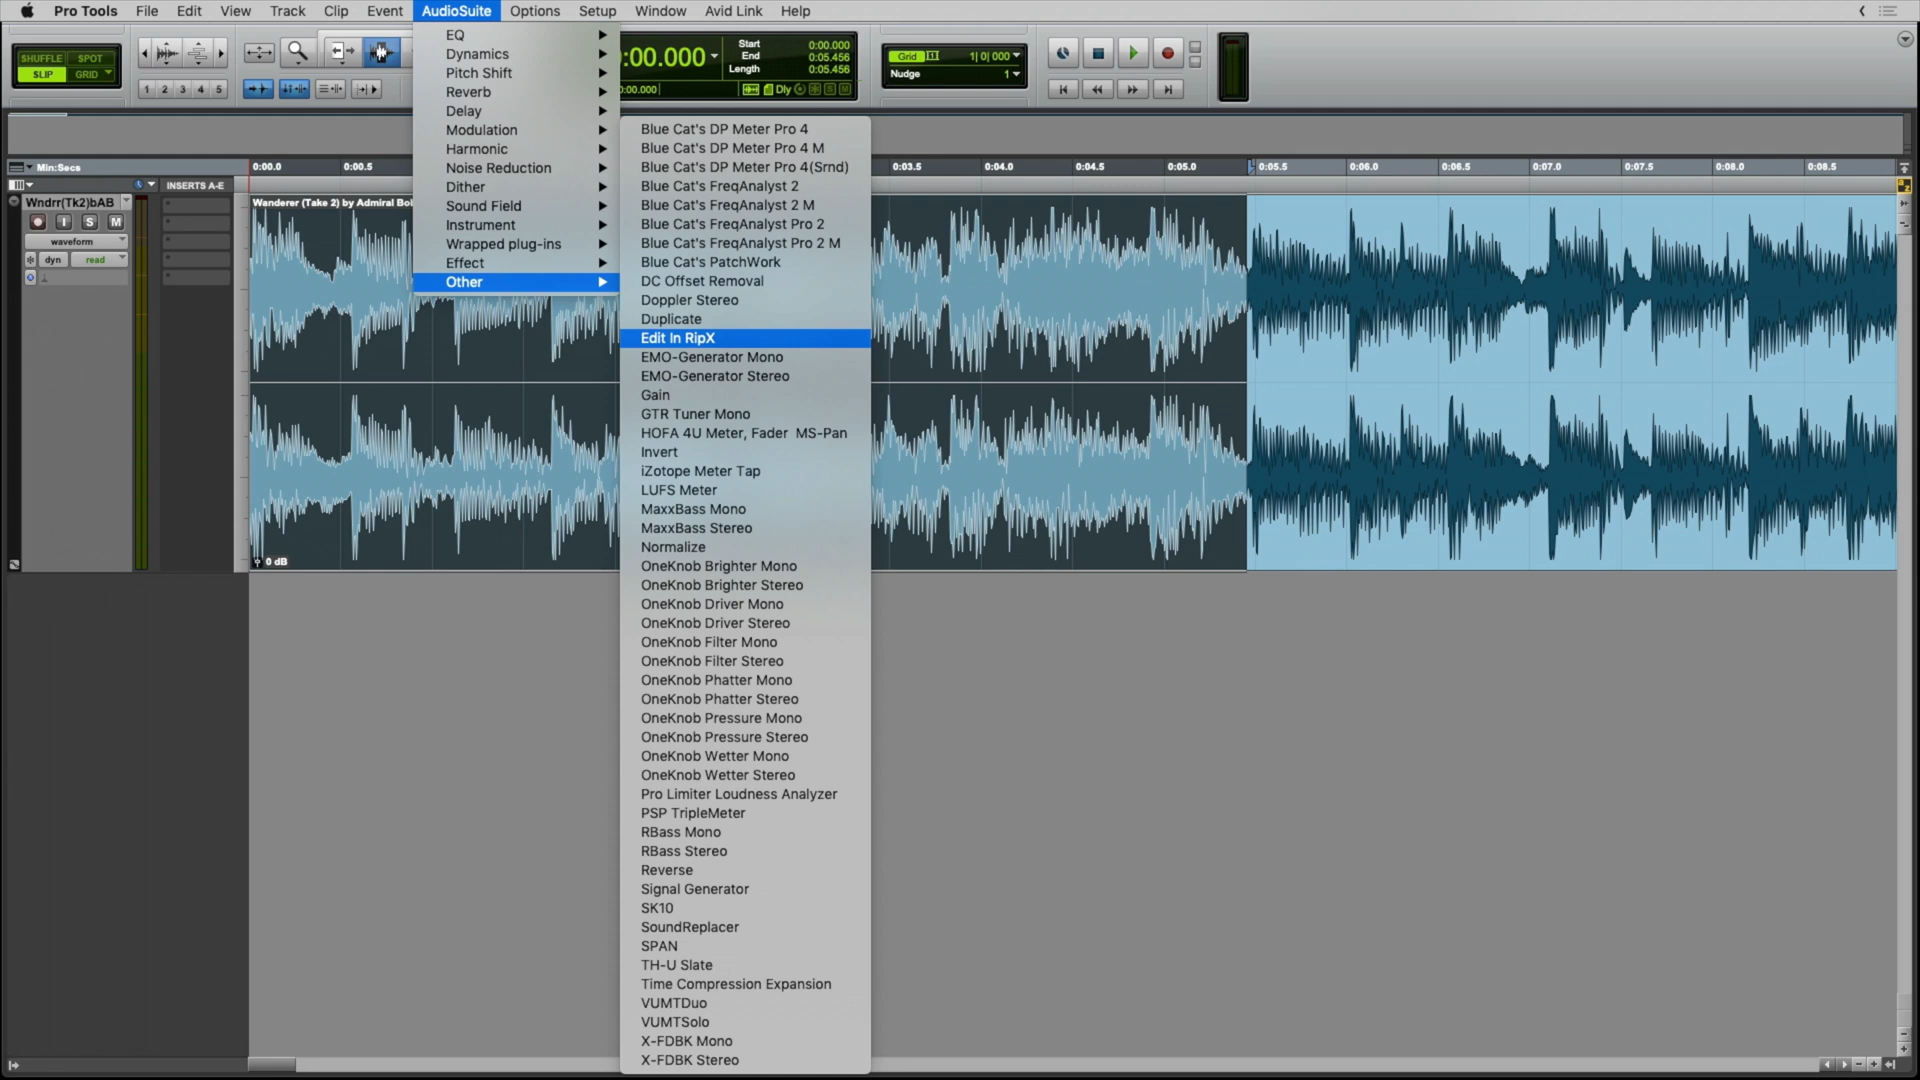 Pro Tools File Edit View Track Clip Event AudioSuite Options Setup Window Avid Link Help
SHUFFLE SPOT
SLIP GRID
1 2 3 4 5
:00.000
Start 0:00.000
End 0:05.456
Length 0:05.456
0:00.000 Dly S M
Grid 1| 0| 000
Nudge 1
EQ
Dynamics
Pitch Shift
Reverb
Delay
Modulation
Harmonic
Noise Reduction
Dither
Sound Field
Instrument
Wrapped plug-ins
Effect
Other
Blue Cat's DP Meter Pro 4
Blue Cat's DP Meter Pro 4 M
Blue Cat's DP Meter Pro 4(Srnd)
Blue Cat's FreqAnalyst 2
Blue Cat's FreqAnalyst 2 M
Blue Cat's FreqAnalyst Pro 2
Blue Cat's FreqAnalyst Pro 2 M
Blue Cat's PatchWork
DC Offset Removal
Doppler Stereo
Duplicate
Edit In RipX
EMO-Generator Mono
EMO-Generator Stereo
Gain
GTR Tuner Mono
HOFA 4U Meter, Fader MS-Pan
Invert
iZotope Meter Tap
LUFS Meter
MaxxBass Mono
MaxxBass Stereo
Normalize
OneKnob Brighter Mono
OneKnob Brighter Stereo
OneKnob Driver Mono
OneKnob Driver Stereo
OneKnob Filter Mono
OneKnob Filter Stereo
OneKnob Phatter Mono
OneKnob Phatter Stereo
OneKnob Pressure Mono
OneKnob Pressure Stereo
OneKnob Wetter Mono
OneKnob Wetter Stereo
Pro Limiter Loudness Analyzer
PSP TripleMeter
RBass Mono
RBass Stereo
Reverse
Signal Generator
SK10
SoundReplacer
SPAN
TH-U Slate
Time Compression Expansion
VUMTDuo
VUMTSolo
X-FDBK Mono
X-FDBK Stereo
Min:Secs 0:00.0 0:00.5 0:03.5 0:04.0 0:04.5 0:05.0 0:05.5 0:06.0 0:06.5 0:07.0 0:07.5 0:08.0 0:08.5
INSERTS A-E
Wndrr(Tk2)bAB
I S M
waveform
dyn read
Wanderer (Take 2) by Admiral Bo
0 dB